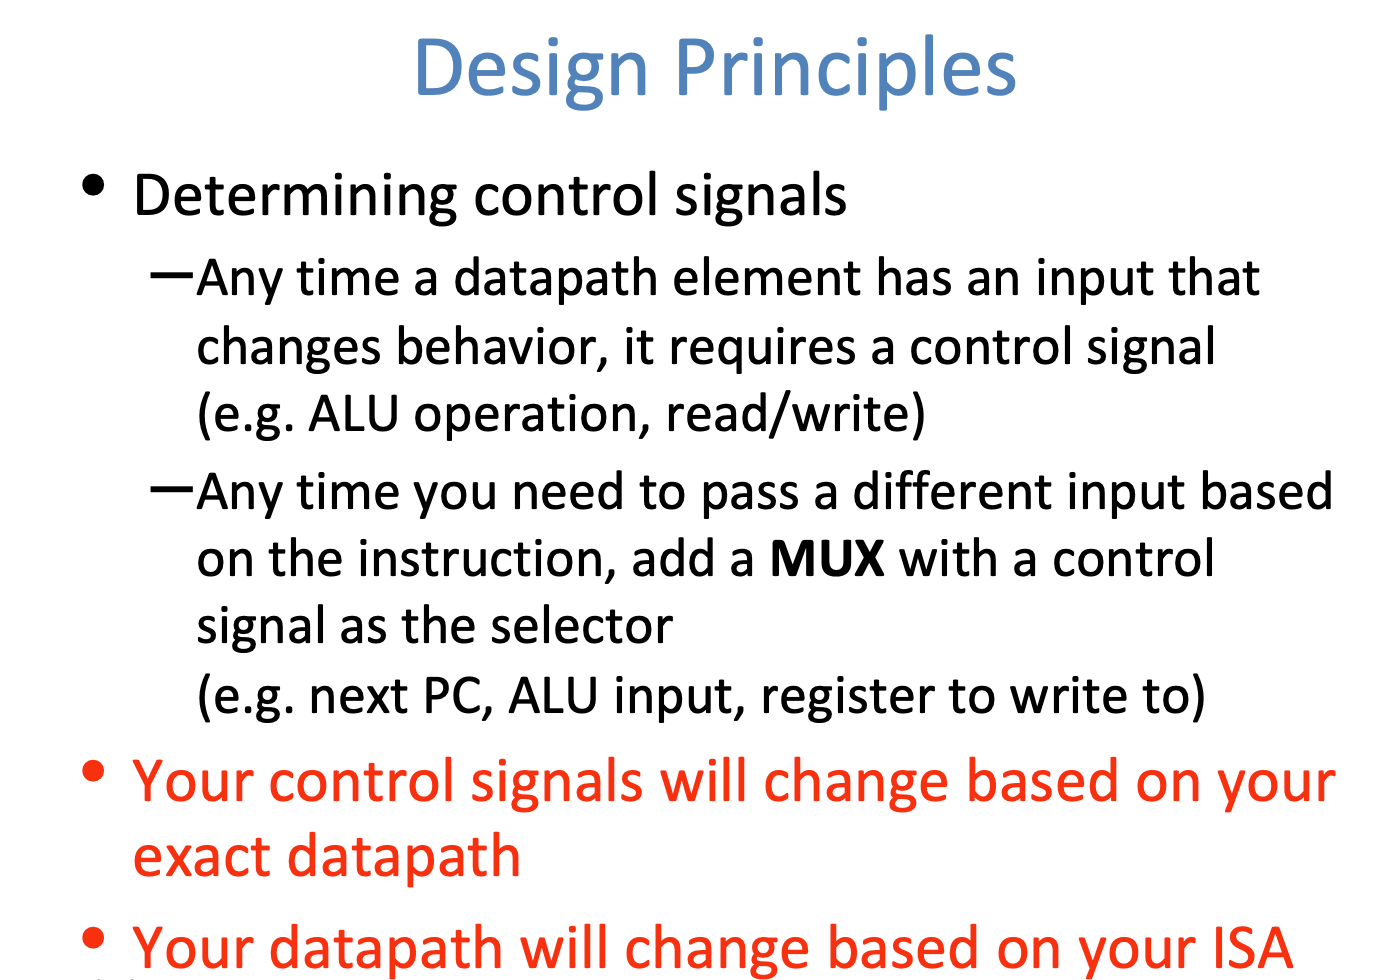 Design Principles
• Determining control signals
—Any time a datapath element has an input that
changes behavior, it requires a control signal
(e.g. ALU operation, read/write)
—Any time you need to pass a different input based
on the instruction, add a MUX with a control
signal as the selector
(e.g. next PC, ALU input, register to write to)
• Your control signals will change based on your
exact datapath
• Your datapath will change based on your ISA